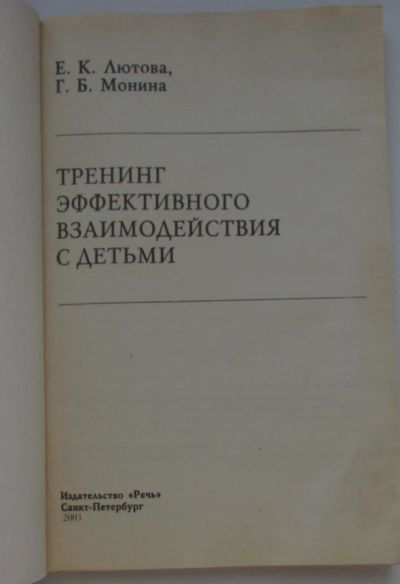 Е. К. Лютова,
Г. Б. Монина
ТРЕНИНГ
ЭФФЕКТИВНОГО
ВЗАИМОДЕЙСТВИЯ
С ДЕТЬМИ
Издательство «Речь»
Санкт-Петербург
2003